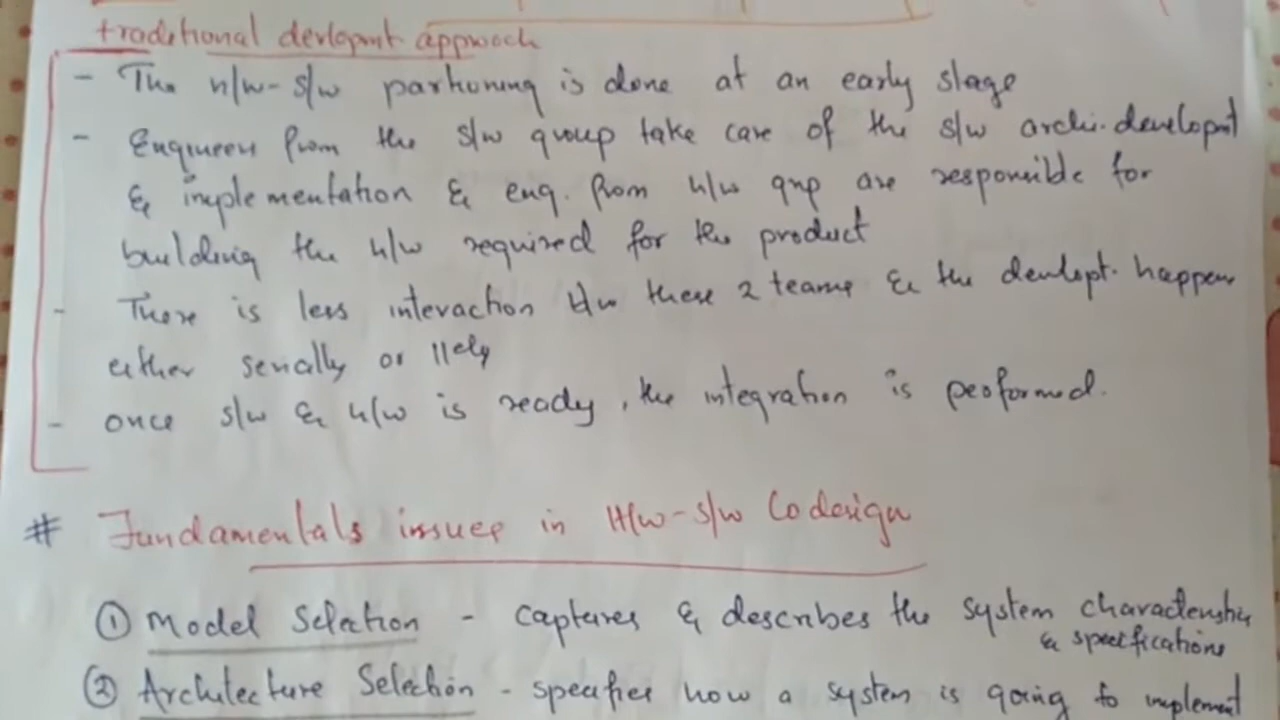 traditional devlopmt approach
- The h/w- s/w partioning is done at an early stage
- Engineers from the s/w group take care of the s/w archi. developmt
& implementation & eng. from h/w grp are responsible for
building the h/w required for the product
- There is less interaction b/w these 2 teams & the devlopt. happens
either serially or llely
- once s/w & h/w is ready, the integration is performed.
# Fundamentals issues in H/w-s/w Codesign
① Model Selection - captures & describes the system characteristics
& specifications
② Architecture Selection - specifies how a system is going to implement